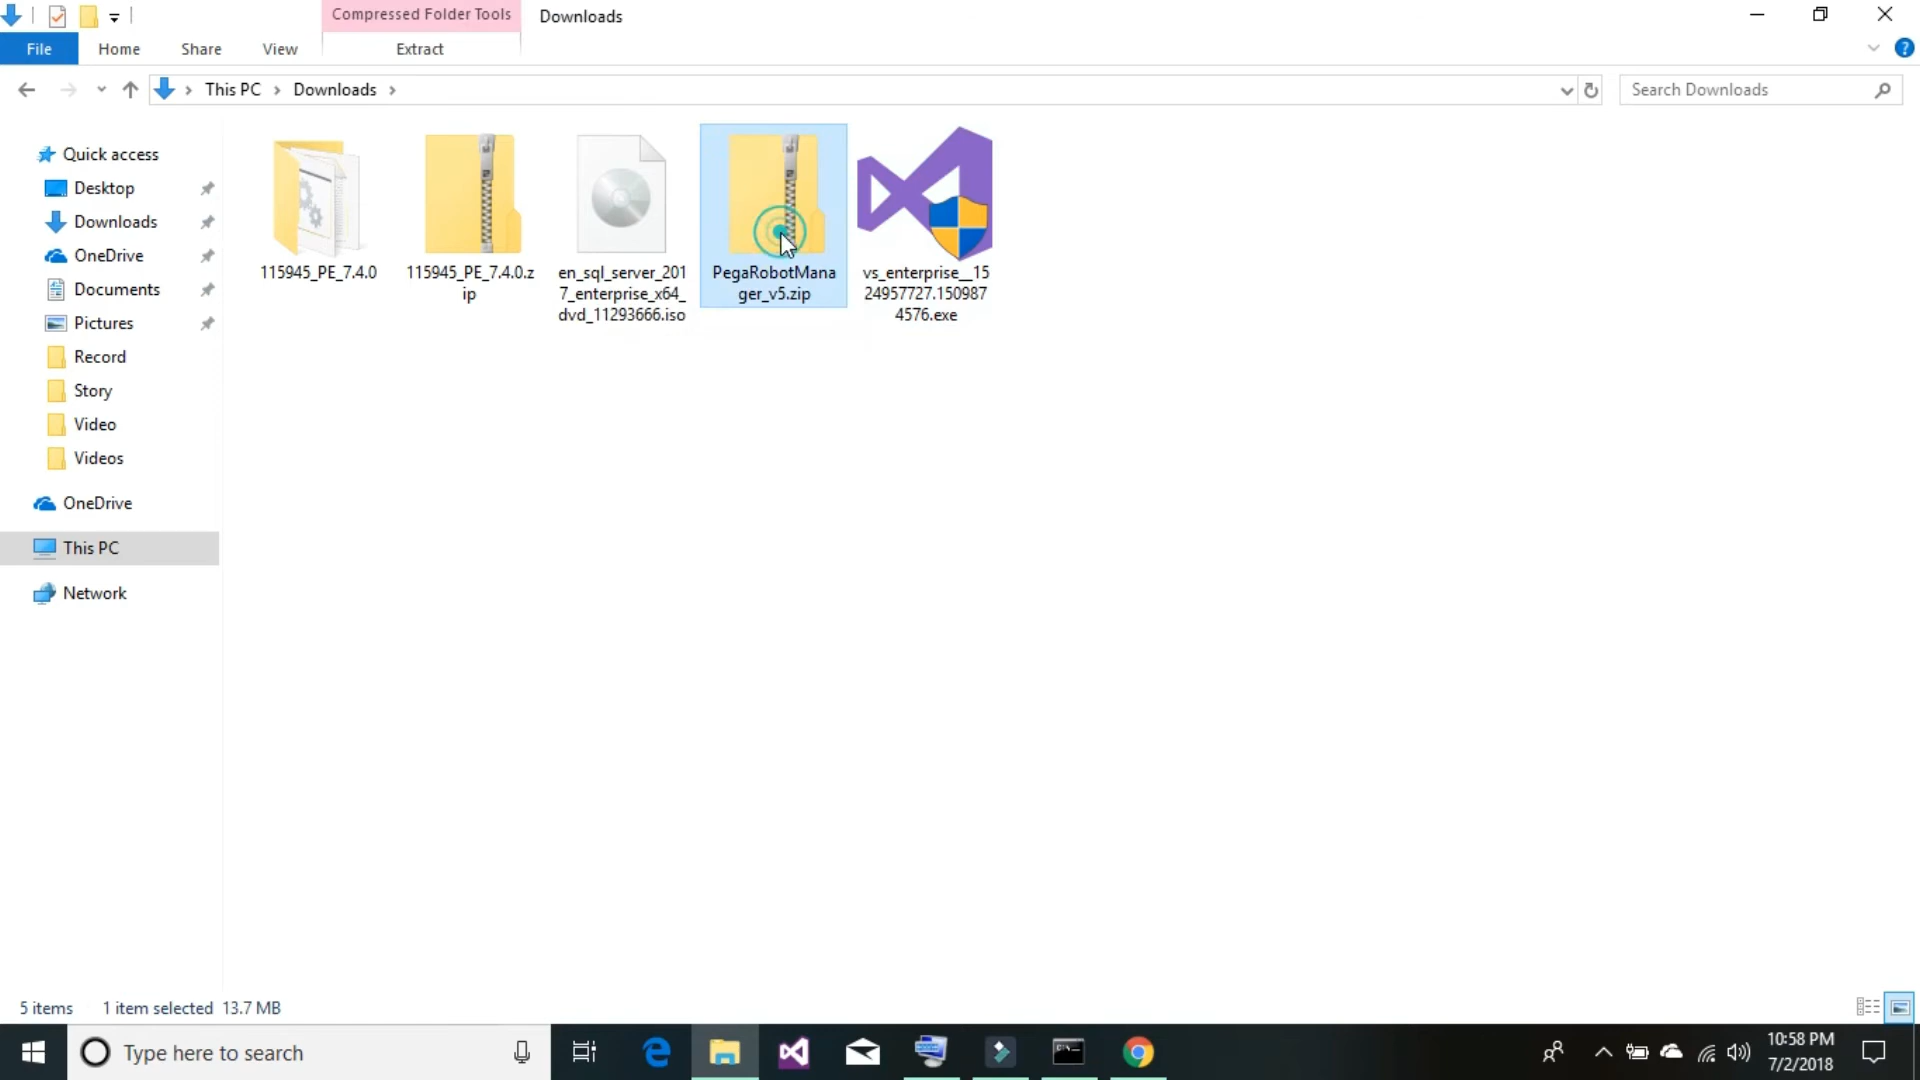 Compressed Folder Tools
Downloads
File
Home
Share
View
Extract
This PC
Downloads
Search Downloads
Quick access
Desktop
Downloads
OneDrive
Documents
Pictures
Record
Story
Video
Videos
OneDrive
This PC
Network
115945_PE_7.4.0
115945_PE_7.4.0.z
ip
en_sql_server_201
7_enterprise_x64_
dvd_11293666.iso
PegaRobotMana
ger_v5.zip
vs_enterprise__15
24957727.150987
4576.exe
5 items
1 item selected 13.7 MB
Type here to search
10:58 PM
7/2/2018